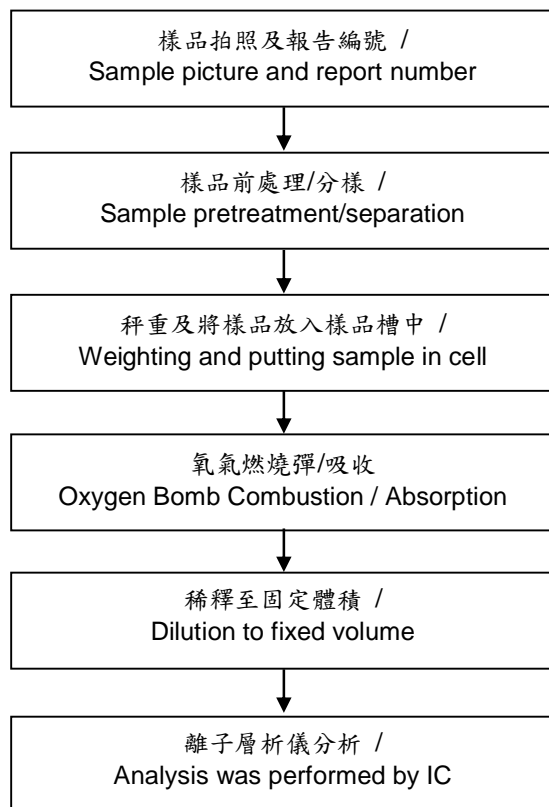 樣品拍照及報告編號 /
Sample picture and report number
樣品前處理/分樣 /
Sample pretreatment/separation
秤重及將樣品放入樣品槽中 /
Weighting and putting sample in cell
氧氣燃燒彈/吸收
Oxygen Bomb Combustion / Absorption
稀釋至固定體積 /
Dilution to fixed volume
離子層析儀分析 /
Analysis was performed by IC